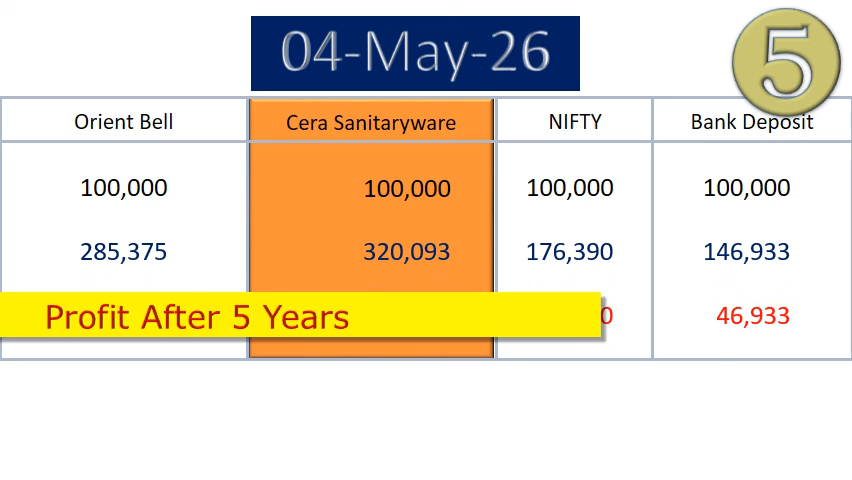 04-May-26
5
Orient Bell Cera Sanitaryware NIFTY Bank Deposit
100,000 100,000 100,000 100,000
285,375 320,093 176,390 146,933
Profit After 5 Years 0 46,933